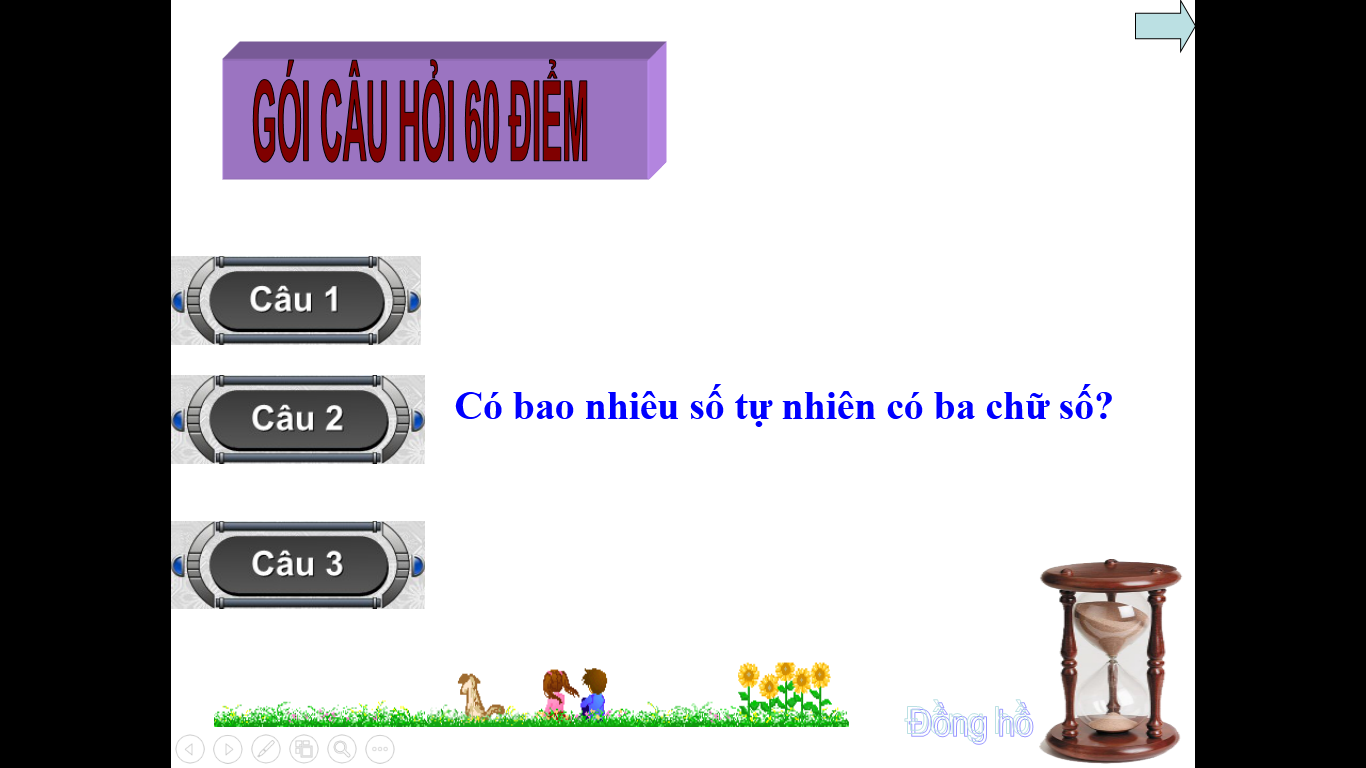 GÓI CÂU HỎI 60 ĐIỂM
Câu 1
Câu 2
Có bao nhiêu số tự nhiên có ba chữ số?
Câu 3
Đồng hồ